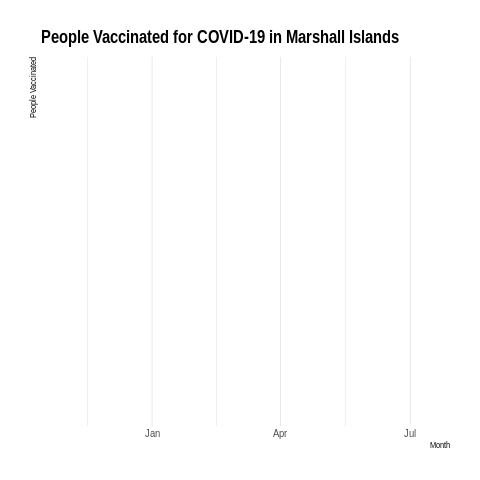 People Vaccinated for COVID-19 in Marshall Islands
People Vaccinated
Jan Apr Jul
Month